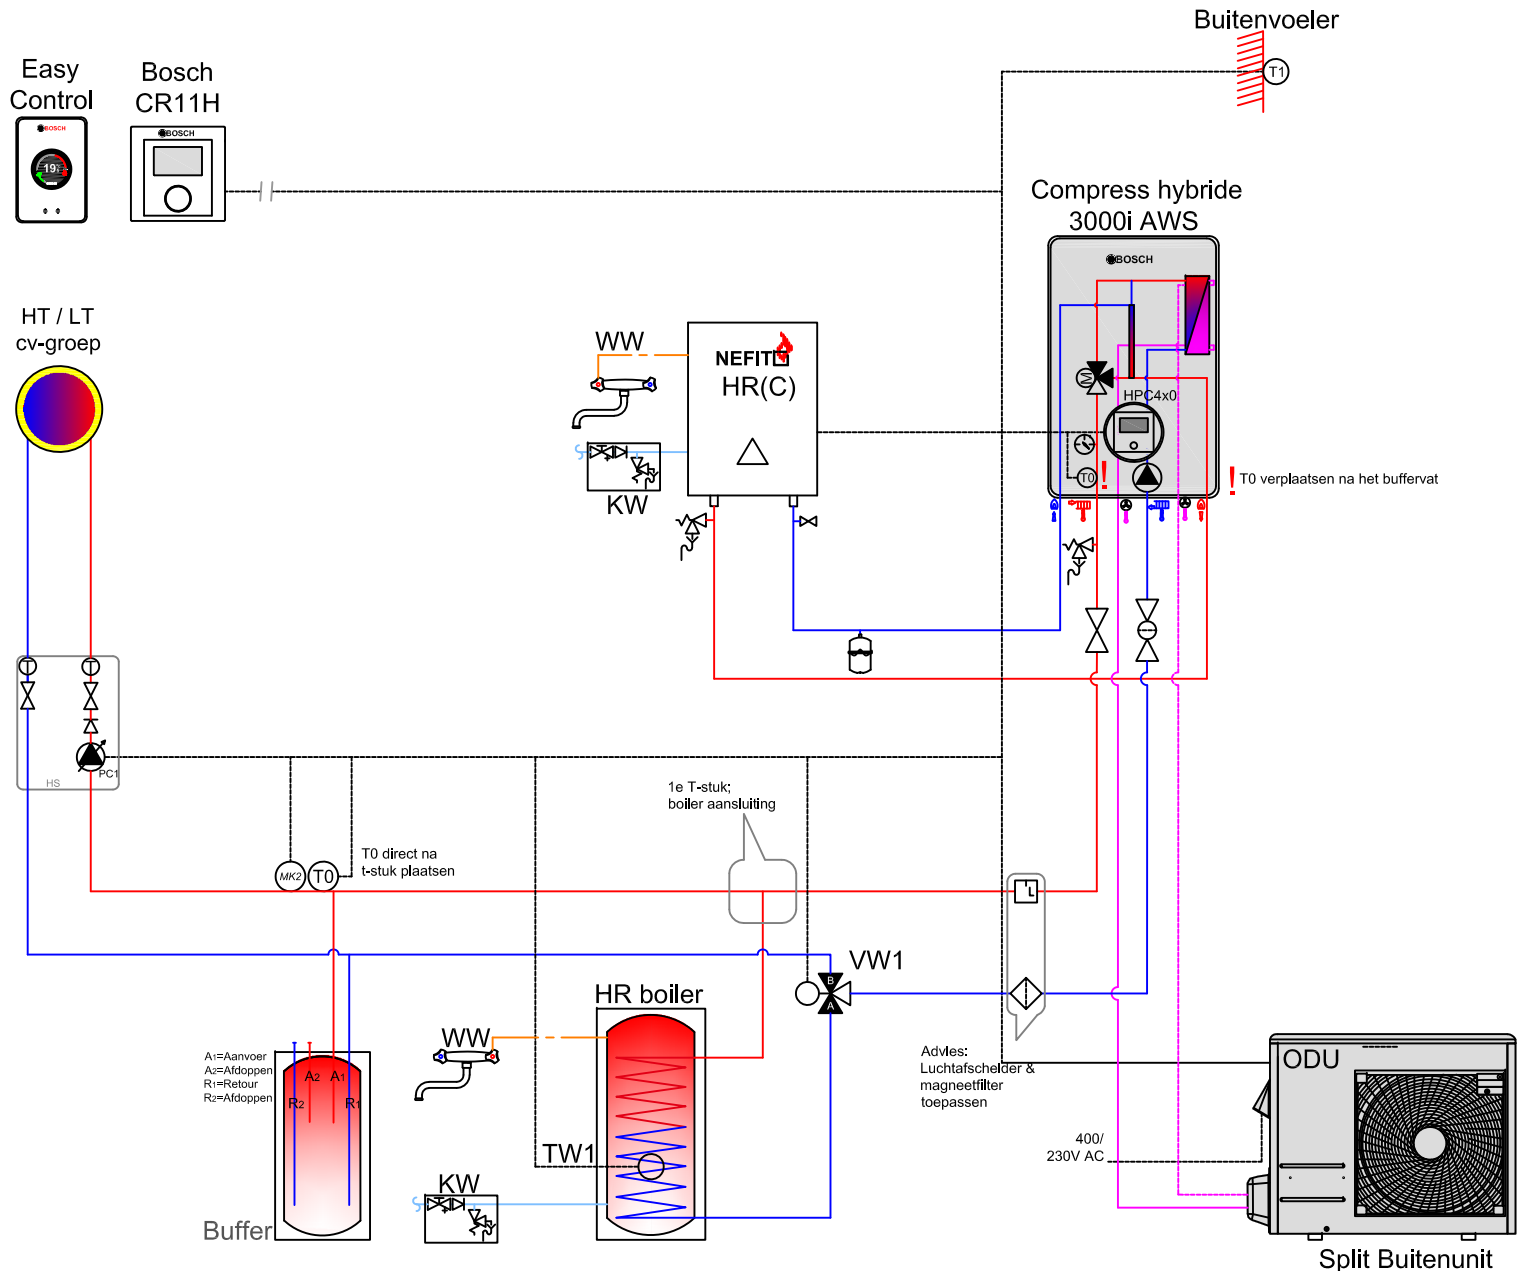 Buitenvoeler
T1
Easy
Control
BOSCH
19
Bosch
CR11H
BOSCH
Compress hybride
3000i AWS
BOSCH
M
HPC4x0
T0
!
! T0 verplaatsen na het buffervat
HT / LT
cv-groep
WW
NEFIT
HR(C)
KW
T
T
PC1
HS
1e T-stuk;
boiler aansluiting
MK2
T0
T0 direct na
t-stuk plaatsen
L
VW1
B
A
HR boiler
WW
TW1
KW
A1=Aanvoer
A2=Afdoppen
R1=Retour
R2=Afdoppen
A2
A1
R2
R1
Buffer
Advies:
Luchtafscheider &
magneetfilter
toepassen
400/
230V AC
ODU
Split Buitenunit